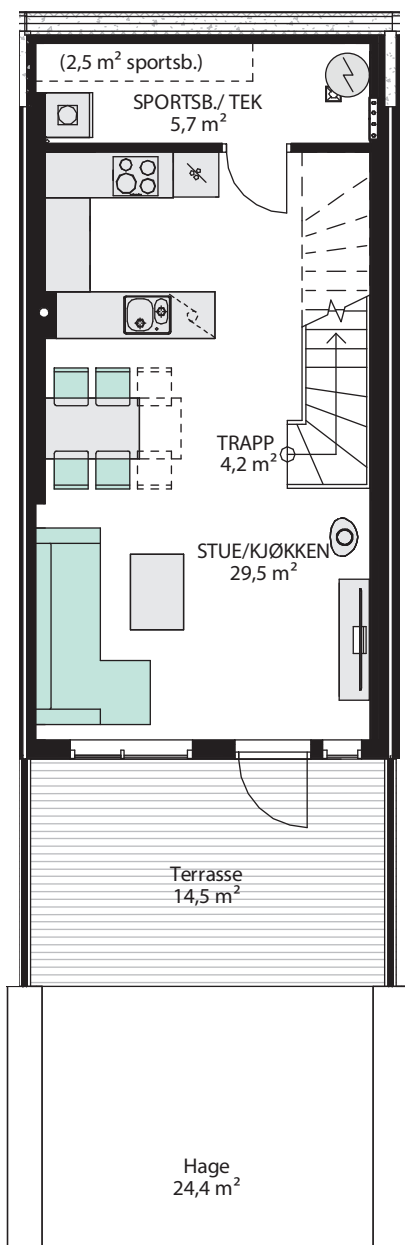 (2,5 m² sportsb.)
SPORTSB./ TEK
5,7 m²
TRAPP
4,2 m²
STUE/KJØKKEN
29,5 m²
Terrasse
14,5 m²
Hage
24,4 m²